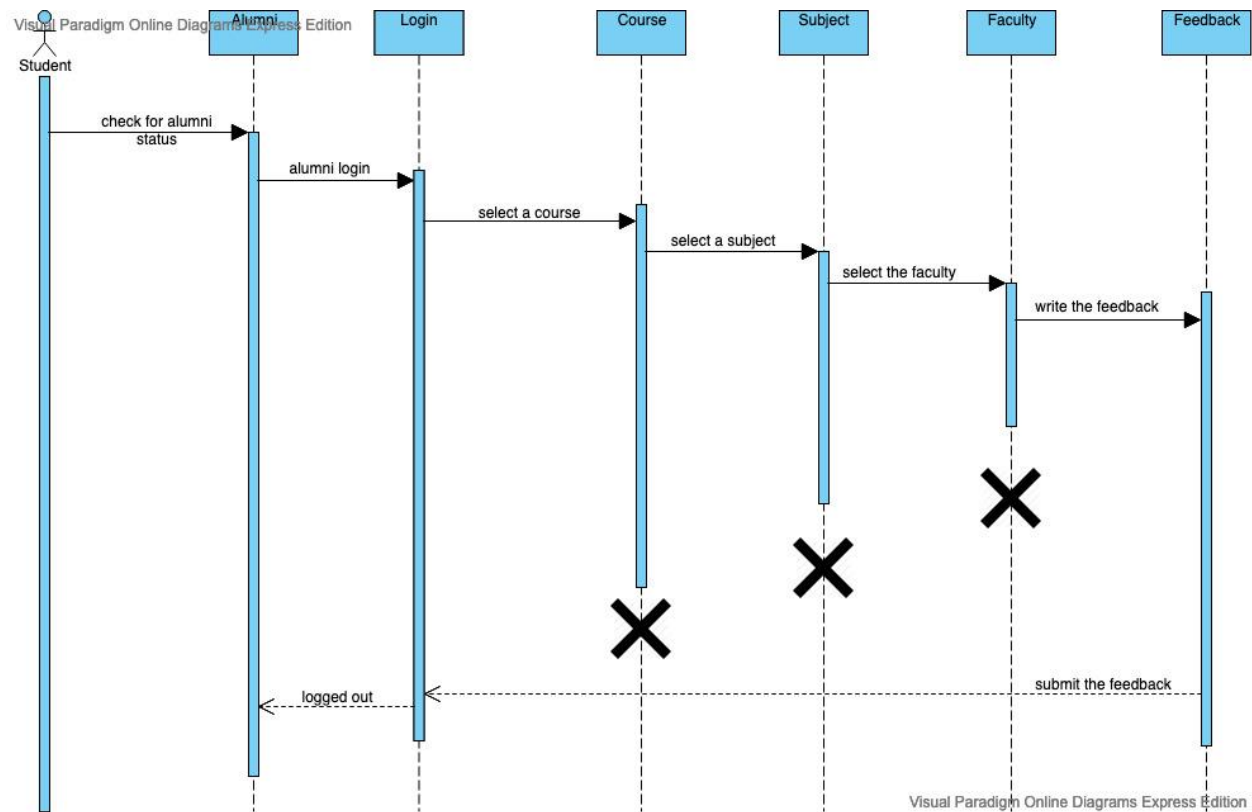 Visual Paradigm Online Diagrams Express Edition
Student
Alumni
Login
Course
Subject
Faculty
Feedback
check for alumni
status
alumni login
select a course
select a subject
select the faculty
write the feedback
submit the feedback
logged out
Visual Paradigm Online Diagrams Express Edition